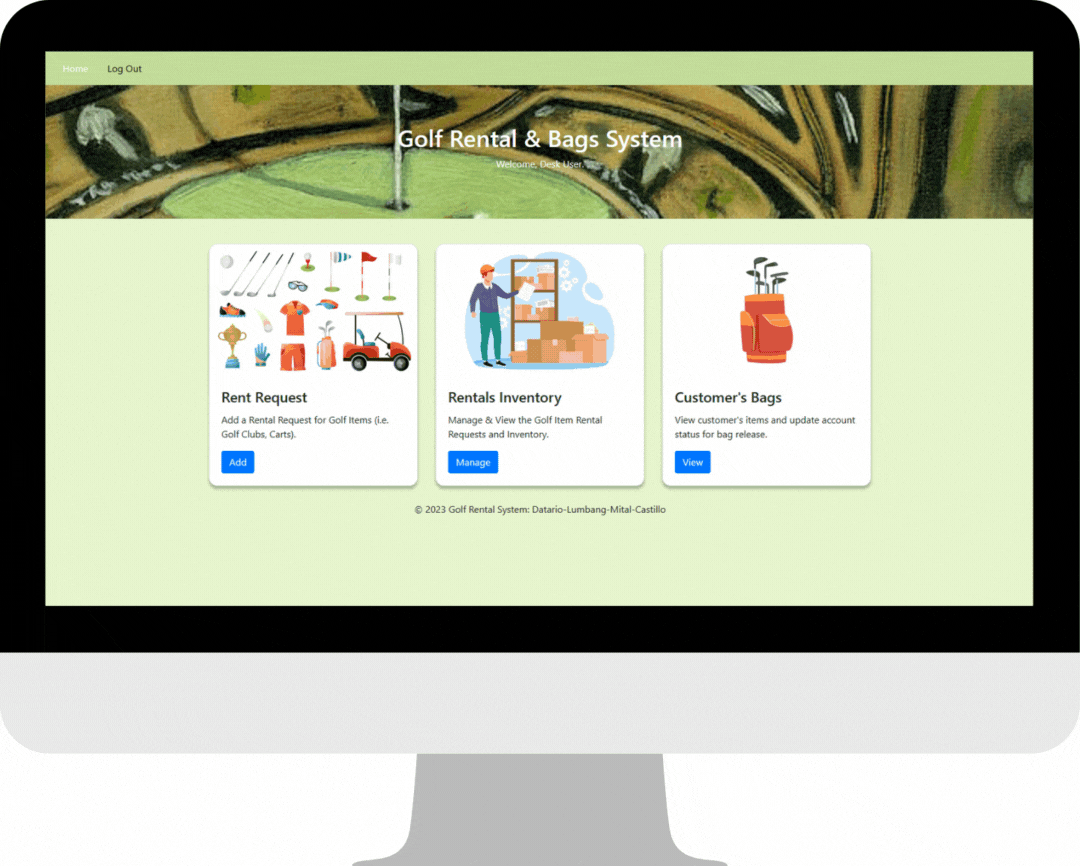 Home Log Out
Golf Rental & Bags System
Welcome, Desk User.
Rent Request
Add a Rental Request for Golf Items (i.e.
Golf Clubs, Carts).
Add
Rentals Inventory
Manage & View the Golf Item Rental
Requests and Inventory.
Manage
Customer's Bags
View customer's items and update account
status for bag release.
View
© 2023 Golf Rental System: Datario-Lumbang-Mital-Castillo